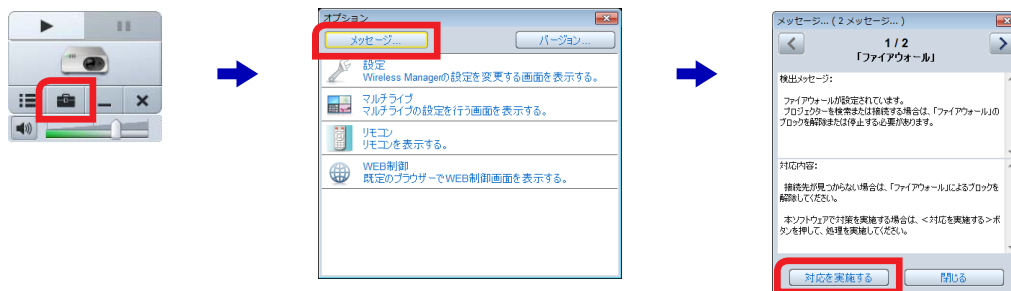 オプション
メッセージ...
バージョン...
設定
Wireless Managerの設定を変更する画面を表示する。
マルチライブ
マルチライブの設定を行う画面を表示する。
リモコン
リモコンを表示する。
WEB制御
既定のブラウザーでWEB制御画面を表示する。
メッセージ... ( 2 メッセージ... )
1 / 2
「ファイアウォール」
検出メッセージ:
ファイアウォールが設定されています。
プロジェクターを検索または接続する場合は、「ファイアウォール」の
ブロックを解除または停止する必要があります。
対応内容:
接続先が見つからない場合は、「ファイアウォール」によるブロックを
解除してください。
本ソフトウェアで対策を実施する場合は、<対応を実施する>ボ
タンを押して、処理を実施してください。
対応を実施する
閉じる